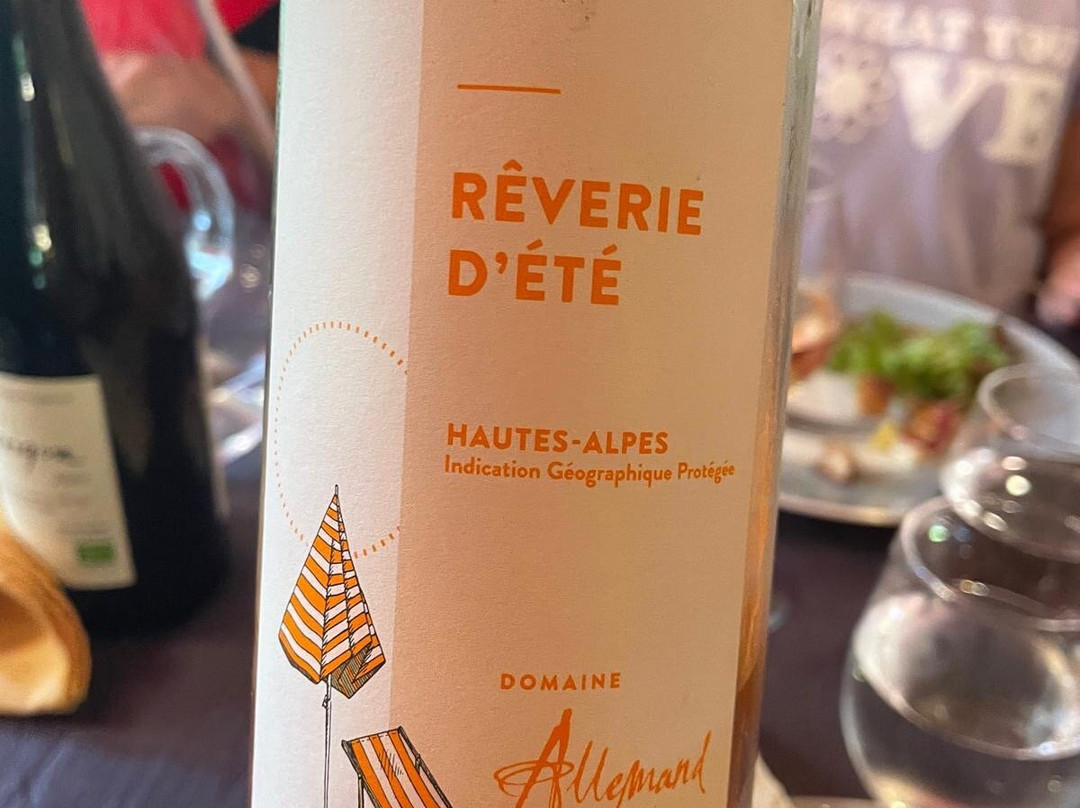 RÊVERIE
D'ÉTÉ
HAUTES-ALPES
Indication Géographique Protégée
DOMAINE
Allemand